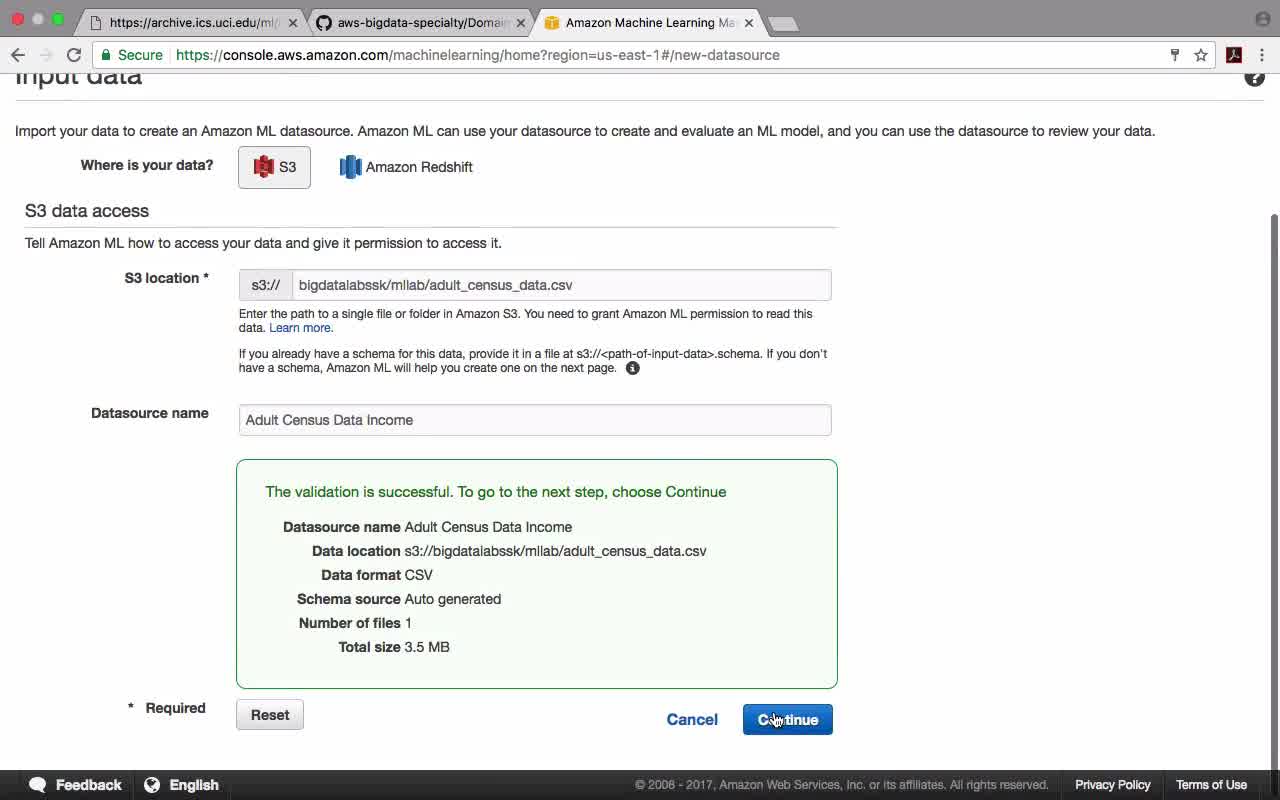 https://archive.ics.uci.edu/ml/
aws-bigdata-specialty/Domain
Amazon Machine Learning Ma
Secure
https://console.aws.amazon.com/machinelearning/home?region=us-east-1#/new-datasource
Input data
Import your data to create an Amazon ML datasource. Amazon ML can use your datasource to create and evaluate an ML model, and you can use the datasource to review your data.
Where is your data?
S3
Amazon Redshift
S3 data access
Tell Amazon ML how to access your data and give it permission to access it.
S3 location *
s3://
bigdatalabssk/mllab/adult_census_data.csv
Enter the path to a single file or folder in Amazon S3. You need to grant Amazon ML permission to read this
data. Learn more.
If you already have a schema for this data, provide it in a file at s3://<path-of-input-data>.schema. If you don't
have a schema, Amazon ML will help you create one on the next page.
Datasource name
Adult Census Data Income
The validation is successful. To go to the next step, choose Continue
Datasource name Adult Census Data Income
Data location s3://bigdatalabssk/mllab/adult_census_data.csv
Data format CSV
Schema source Auto generated
Number of files 1
Total size 3.5 MB
* Required
Reset
Cancel
Continue
Feedback
English
© 2008 - 2017, Amazon Web Services, Inc. or its affiliates. All rights reserved.
Privacy Policy
Terms of Use